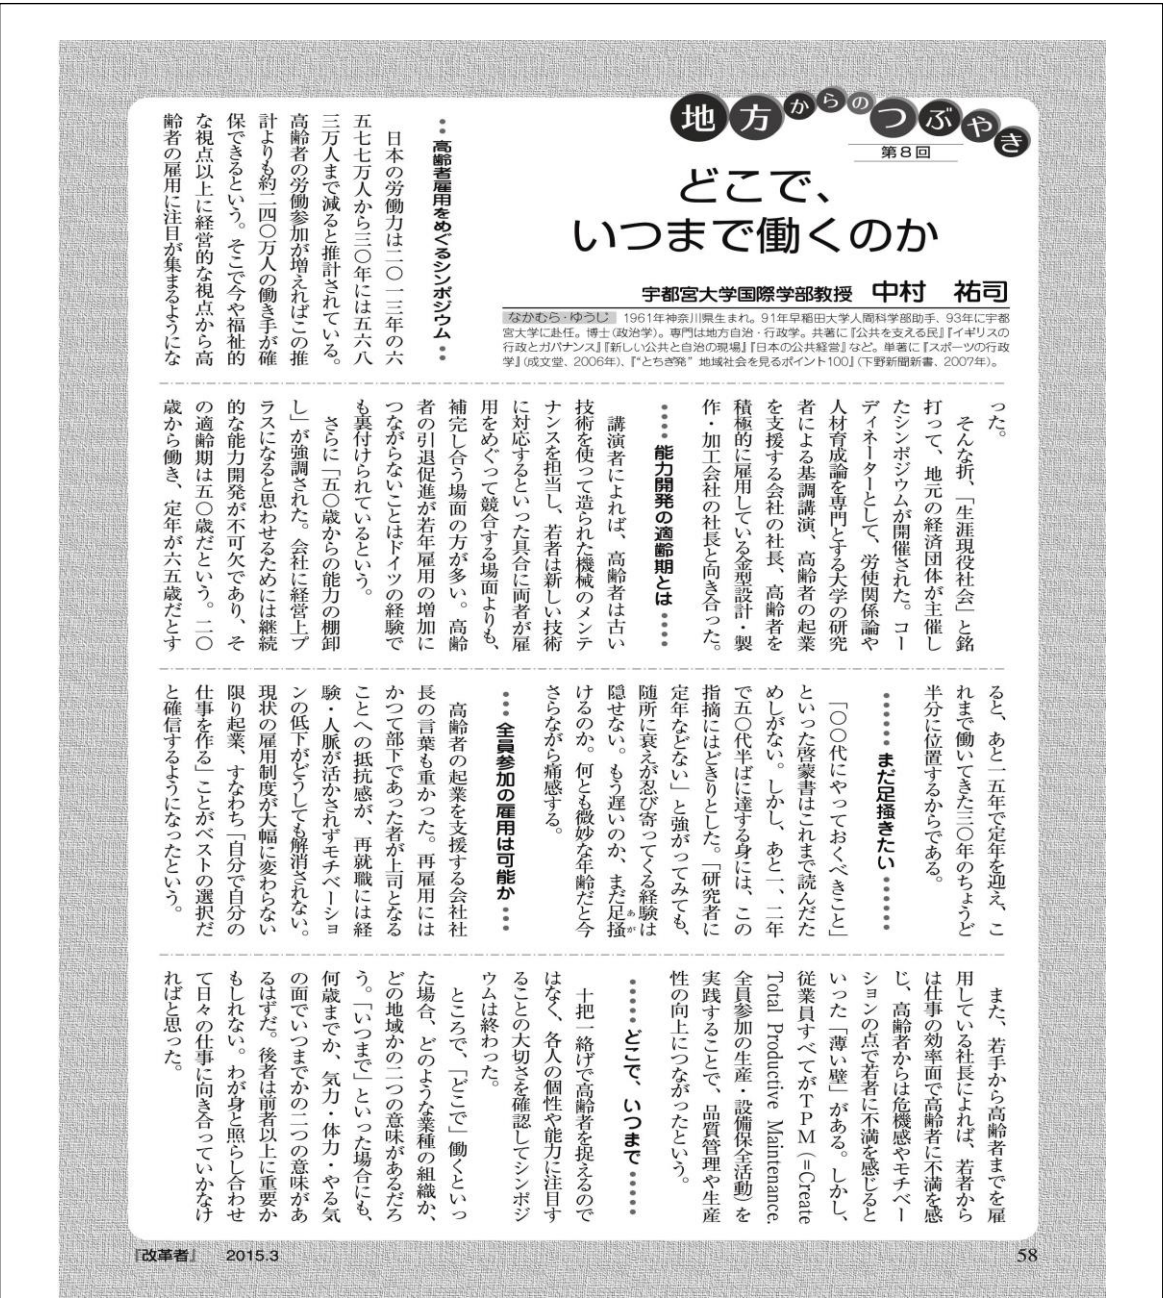 地方からのつぶやき
第8回
どこで、
いつまで働くのか
宇都宮大学国際学部教授 中村 祐司
なかむら・ゆうじ 1961年神奈川県生まれ。91年早稲田大学人間科学部助手、93年に宇都
宮大学に赴任。博士(政治学)。専門は地方自治・行政学。共著に『公共を支える民』『イギリスの
行政とガバナンス』『新しい公共と自治の現場』『日本の公共経営』など。単著に『スポーツの行政
学』(成文堂、2006年)、『“とちぎ発”地域社会を見るポイント100』(下野新聞新書、2007年)。
●● 高齢者雇用をめぐるシンポジウム ●●
日本の労働力は二〇一三年の六
五七七万人から三〇年には五六八
三万人まで減ると推計されている。
高齢者の労働参加が増えればこの推
計よりも約二四〇万人の働き手が確
保できるという。そこで今や福祉的
な視点以上に経営的な視点から高
齢者の雇用に注目が集まるようにな
った。
そんな折、「生涯現役社会」と銘
打って、地元の経済団体が主催し
たシンポジウムが開催された。コー
ディネーターとして、労使関係論や
人材育成論を専門とする大学の研究
者による基調講演、高齢者の起業
を支援する会社の社長、高齢者を
積極的に雇用している金型設計・製
作・加工会社の社長と向き合った。
●●●● 能力開発の適齢期とは ●●●●
講演者によれば、高齢者は古い
技術を使って造られた機械のメンテ
ナンスを担当し、若者は新しい技術
に対応するといった具合に両者が雇
用をめぐって競合する場面よりも、
補完し合う場面の方が多い。高齢
者の引退促進が若年雇用の増加に
つながらないことはドイツの経験で
も裏付けられているという。
さらに「五〇歳からの能力の棚卸
し」が強調された。会社に経営上プ
ラスになると思わせるためには継続
的な能力開発が不可欠であり、そ
の適齢期は五〇歳だという。二〇
歳から働き、定年が六五歳だとす
ると、あと一五年で定年を迎え、こ
れまで働いてきた三〇年のちょうど
半分に位置するからである。
●●●●●● まだ足掻きたい ●●●●●●
「〇〇代にやっておくべきこと」
といった啓蒙書はこれまで読んだた
めしがない。しかし、あと一、二年
で五〇代半ばに達する身には、この
指摘にはどきりとした。「研究者に
定年などない」と強がってみても、
随所に衰えが忍び寄ってくる経験は
隠せない。もう遅いのか、まだ足掻(あが)
けるのか。何とも微妙な年齢だと今
さらながら痛感する。
●●● 全員参加の雇用は可能か ●●●
高齢者の起業を支援する会社社
長の言葉も重かった。再雇用には
かつて部下であった者が上司となる
ことへの抵抗感が、再就職には経
験・人脈が活かされずモチベーショ
ンの低下がどうしても解消されない。
現状の雇用制度が大幅に変わらない
限り起業、すなわち「自分で自分の
仕事を作る」ことがベストの選択だ
と確信するようになったという。
また、若手から高齢者までを雇
用している社長によれば、若者から
は仕事の効率面で高齢者に不満を感
じ、高齢者からは危機感やモチベー
ションの点で若者に不満を感じると
いった「薄い壁」がある。しかし、
従業員すべてがTPM(=Create
Total Productive Maintenance.
全員参加の生産・設備保全活動)を
実践することで、品質管理や生産
性の向上につながったという。
●●●●● どこで、いつまで ●●●●●
十把一絡げで高齢者を捉えるので
はなく、各人の個性や能力に注目す
ることの大切さを確認してシンポジ
ウムは終わった。
ところで、「どこで」働くといっ
た場合、どのような業種の組織か、
どの地域かの二つの意味があるだろ
う。「いつまで」といった場合にも、
何歳までか、気力・体力・やる気
の面でいつまでかの二つの意味があ
るはずだ。後者は前者以上に重要か
もしれない。わが身と照らし合わせ
て日々の仕事に向き合っていかなけ
ればと思った。
『改革者』 2015.3
58